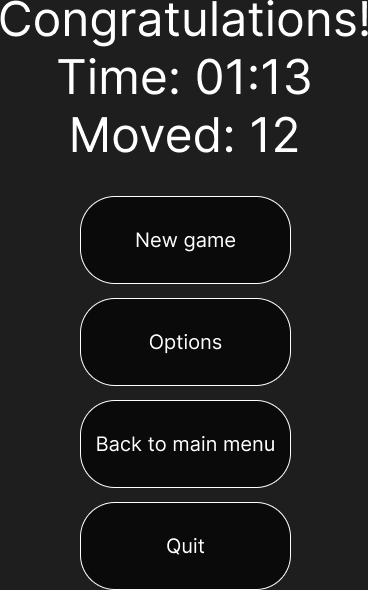 Congratulations!
Time: 01:13
Moved: 12
New game
Options
Back to main menu
Quit